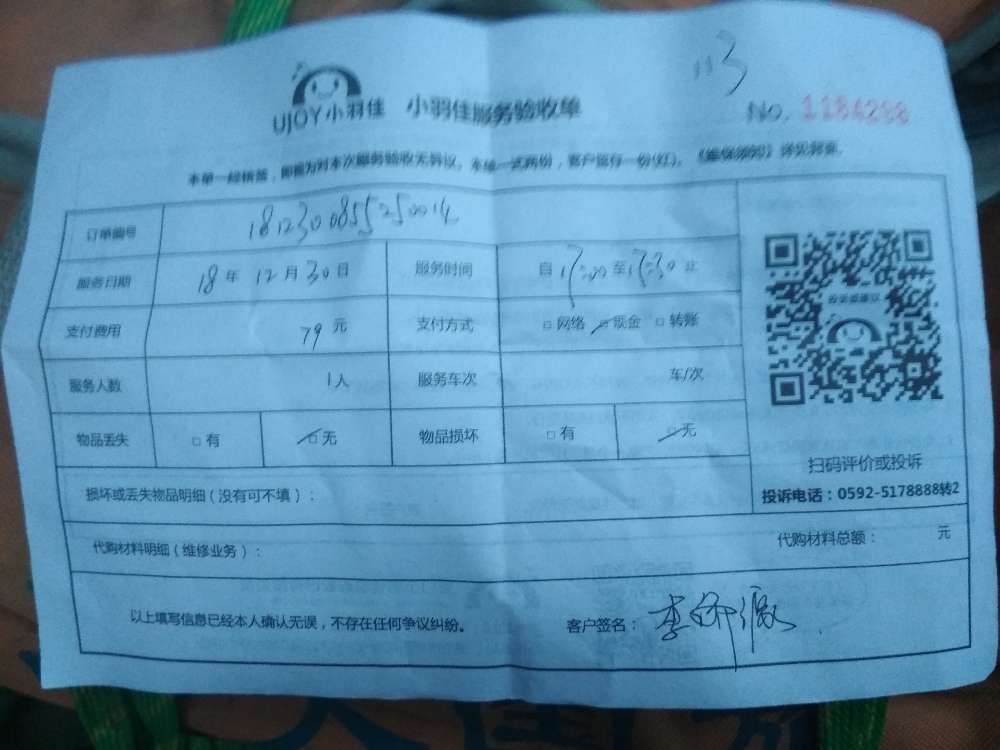 113
UJOY小羽佳 小羽佳服务验收单
No. 1184288
本单一经核签，即视为对本次服务验收无异议。本单一式两份，客户留存一份(红)。
订单编号 1812300855250014
服务日期 18年12月30日 服务时间 自17:00至17:30止
支付费用 79元 支付方式 □网络 □现金 □转账
服务人数 1人 服务车次 车/次
物品丢失 □有 □无 物品损坏 □有 □无
扫码评价或投诉
投诉电话：0592-5178888转2
损坏或丢失物品明细（没有可不填）：
代购材料明细（维修业务）： 代购材料总额： 元
以上填写信息已经本人确认无误，不存在任何争议纠纷。 客户签名：